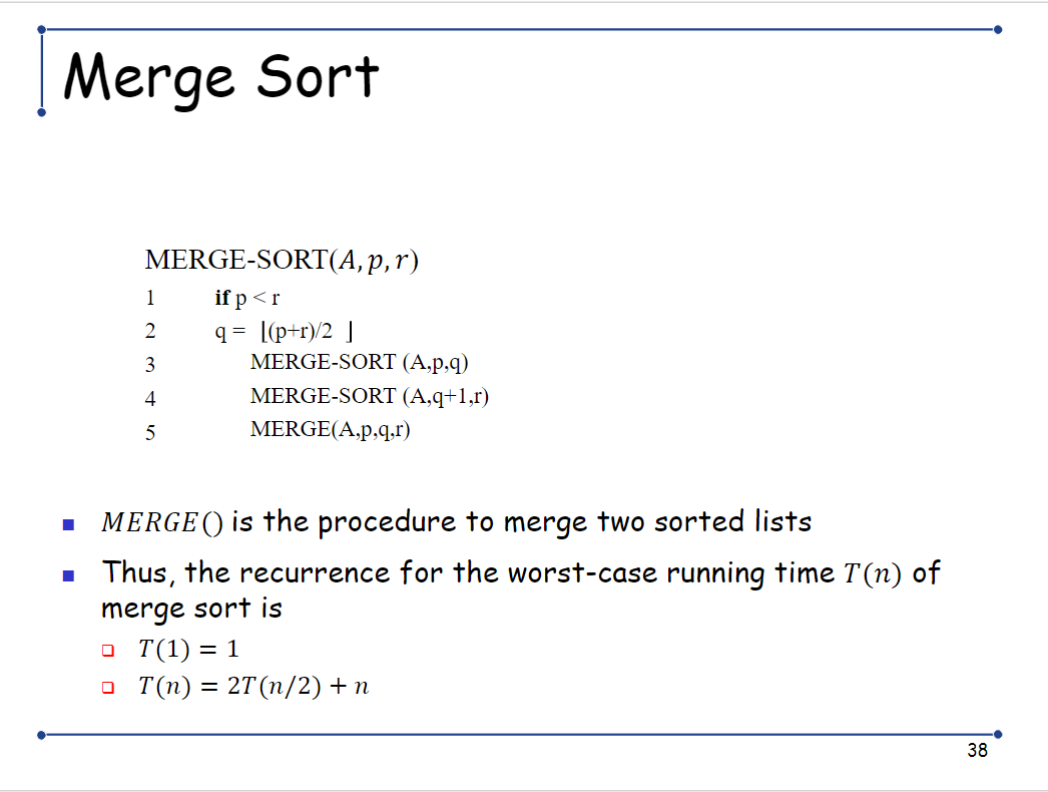 Merge Sort
MERGE-SORT(A, p, r)
1 if p < r
2 q = ⌊(p+r)/2 ⌋
3 MERGE-SORT (A,p,q)
4 MERGE-SORT (A,q+1,r)
5 MERGE(A,p,q,r)
■ MERGE() is the procedure to merge two sorted lists
■ Thus, the recurrence for the worst-case running time T(n) of
merge sort is
❑ T(1) = 1
❑ T(n) = 2T(n/2) + n
38